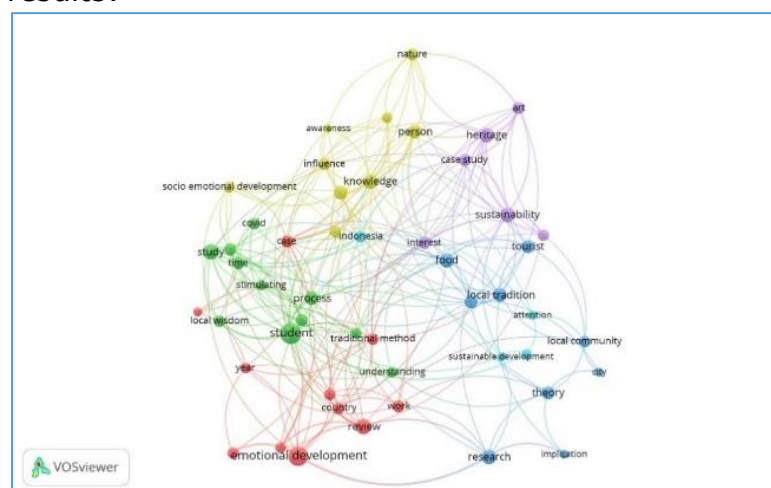 results.
nature
art
awareness
person
heritage
influence
case study
knowledge
socio emotional development
covid
sustainability
case
indonesia
interest
tourist
study
time
food
stimulating
process
local tradition
local wisdom
student
attention
traditional method
local community
sustainable development
year
understanding
city
theory
country
work
review
emotional development
research
implication
VOSviewer